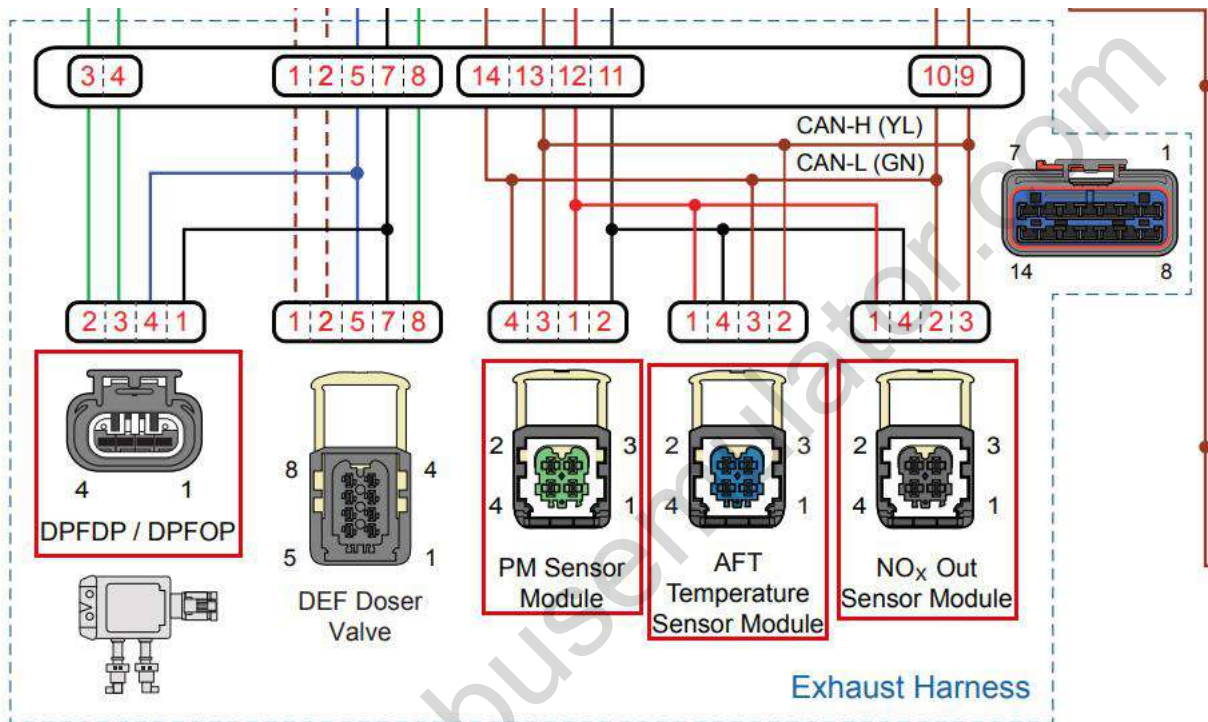 3 4 1 2 5 7 8 14 13 12 11 10 9
CAN-H (YL)
CAN-L (GN)
7 1
14 8
2 3 4 1 1 2 5 7 8 4 3 1 2 1 4 3 2 1 4 2 3
4 1
DPFDP / DPFOP
8 4
5 1
DEF Doser
Valve
2 3
4 1
PM Sensor
Module
2 3
4 1
AFT
Temperature
Sensor Module
2 3
4 1
NOX Out
Sensor Module
Exhaust Harness
busemulator.com